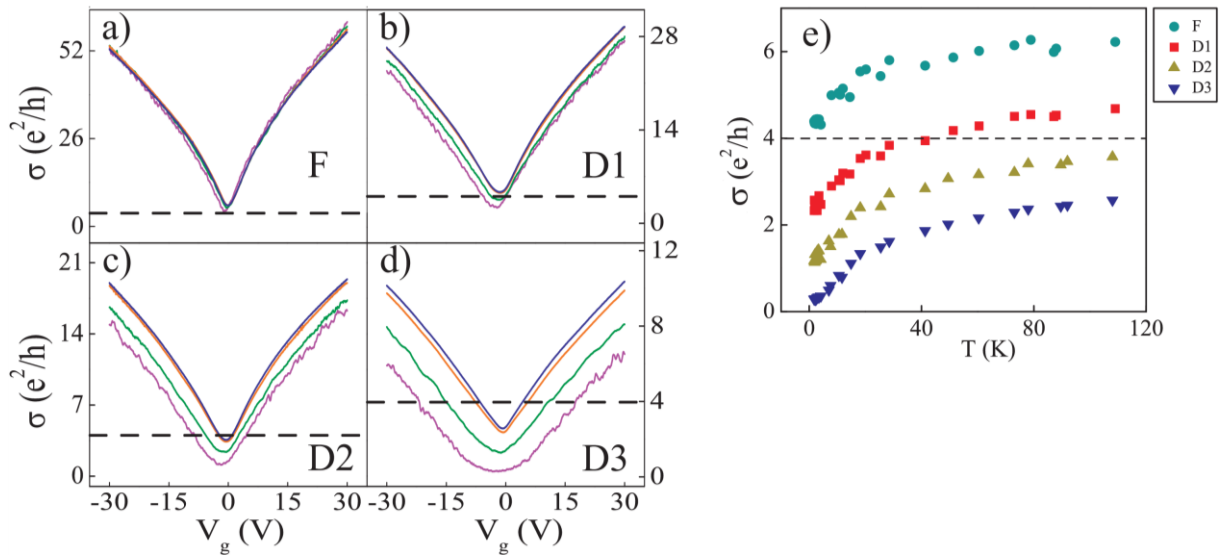 a)
52
26
0
σ (e²/h)
F
b)
28
14
0
D1
c)
21
14
7
0
σ (e²/h)
D2
-30 -15 0 15 30
V_g (V)
d)
12
8
4
0
D3
-15 0 15 30
V_g (V)
e)
6
4
2
0
σ (e²/h)
0 40 80 120
T (K)
F
D1
D2
D3